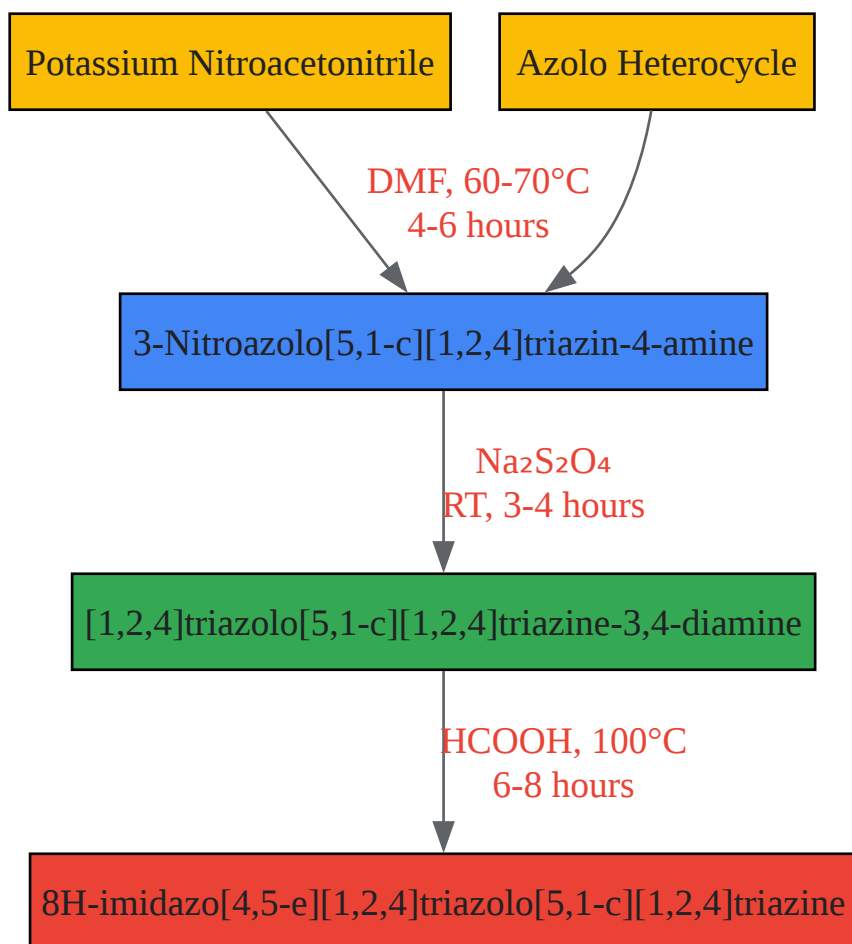 Potassium Nitroacetonitrile
Azolo Heterocycle
DMF, 60-70°C
4-6 hours
3-Nitroazolo[5,1-c][1,2,4]triazin-4-amine
Na₂S₂O₄
RT, 3-4 hours
[1,2,4]triazolo[5,1-c][1,2,4]triazine-3,4-diamine
HCOOH, 100°C
6-8 hours
8H-imidazo[4,5-e][1,2,4]triazolo[5,1-c][1,2,4]triazine